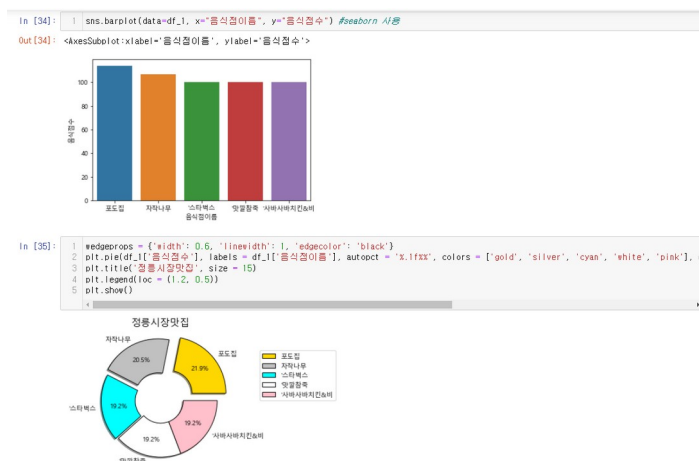 In [34]: 1 sns.barplot(data=df_1, x="음식점이름", y="음식점수") #seaborn 사용
Out[34]: <AxesSubplot:xlabel='음식점이름', ylabel='음식점수'>
100
80
60
40
20
0
음식점수
포도집 자작나무 '스타벅스 '맛깔참죽 '사바사바치킨&비
음식점이름
In [35]: 1 wedgeprops = {'width': 0.6, 'linewidth': 1, 'edgecolor': 'black'}
2 plt.pie(df_1['음식점수'], labels = df_1['음식점이름'], autopct = '%.1f%%', colors = ['gold', 'silver', 'cyan', 'white', 'pink'],
3 plt.title('정릉시장맛집', size = 15)
4 plt.legend(loc = (1.2, 0.5))
5 plt.show()
정릉시장맛집
자작나무
포도집
20.5%
21.9%
포도집
자작나무
'스타벅스
'맛깔참죽
'사바사바치킨&비
'스타벅스
19.2%
19.2%
'사바사바치킨&비
19.2%
'맛깔참죽